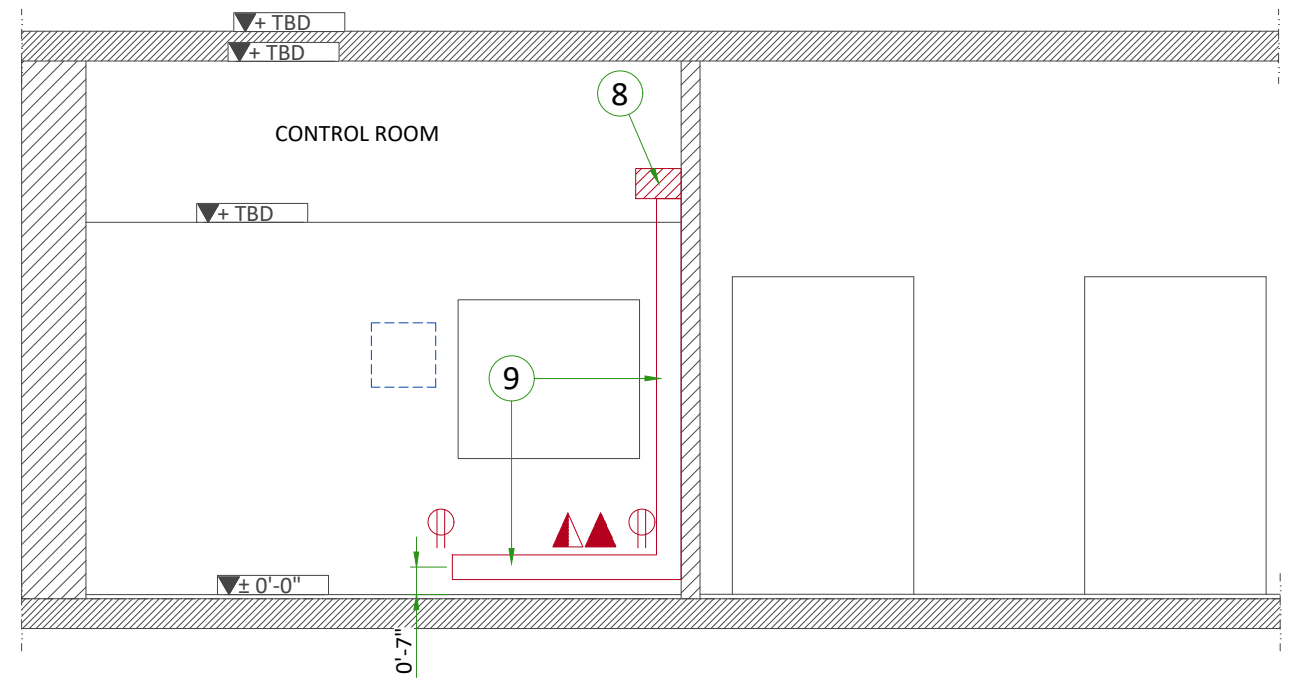 + TBD
+ TBD
8
CONTROL ROOM
+ TBD
9
± 0'-0"
0'-7"